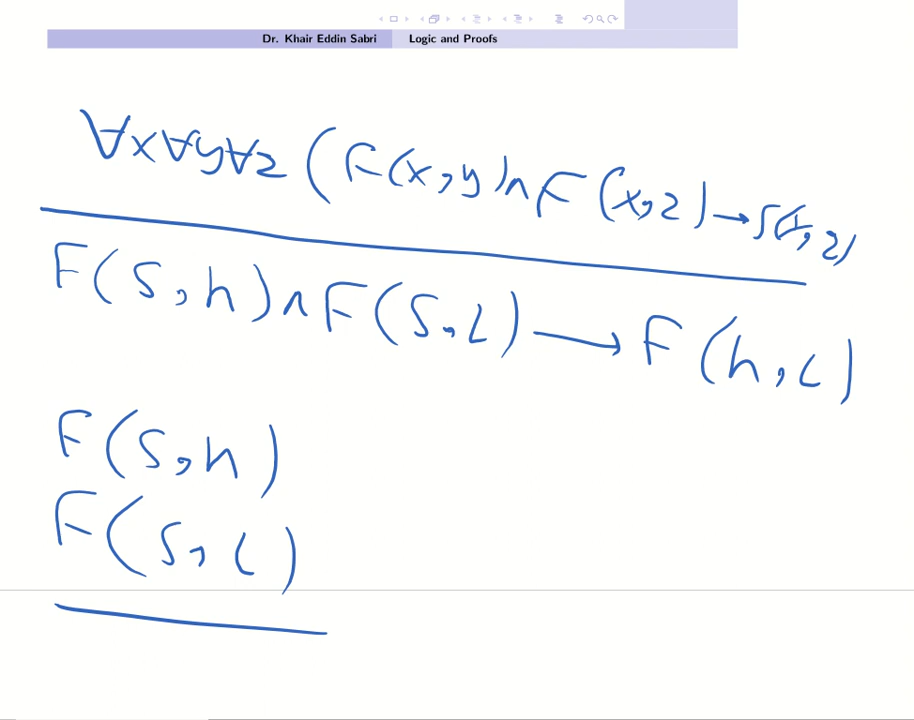 Dr. Khair Eddin Sabri Logic and Proofs
∀x∀y∀z (F(x,y)∧F(x,z)→S(
F(S,h)∧F(S,L)→F(h,L)
F(S,h)
F(S,L)